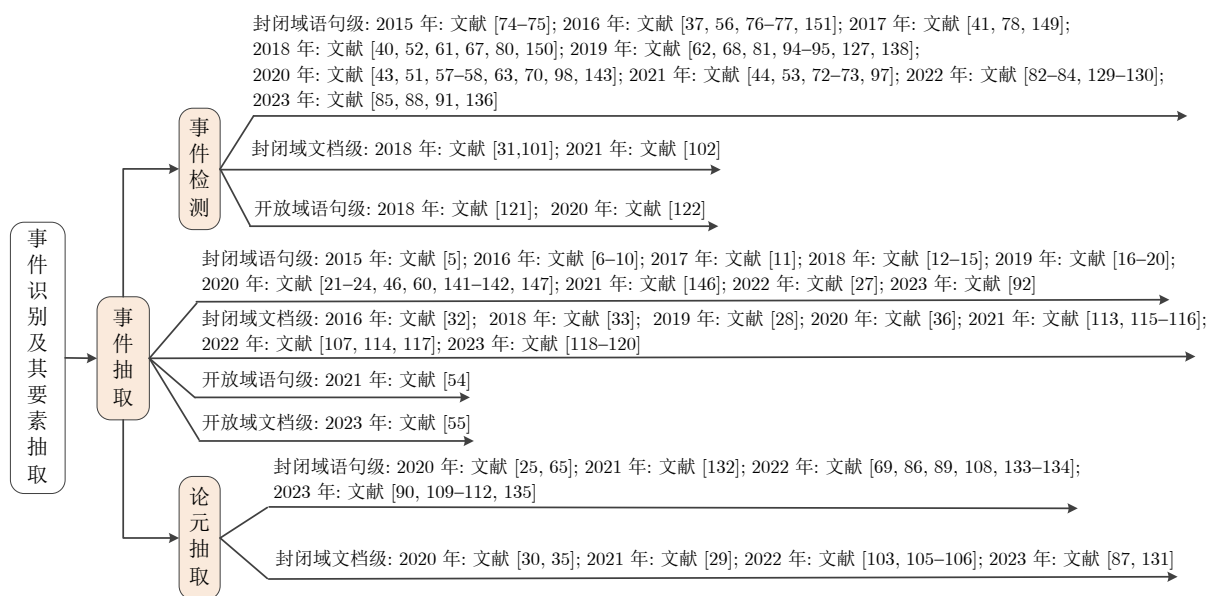 封闭域语句级: 2015 年: 文献 [74–75]; 2016 年: 文献 [37, 56, 76–77, 151]; 2017 年: 文献 [41, 78, 149];
2018 年: 文献 [40, 52, 61, 67, 80, 150]; 2019 年: 文献 [62, 68, 81, 94–95, 127, 138];
2020 年: 文献 [43, 51, 57–58, 63, 70, 98, 143]; 2021 年: 文献 [44, 53, 72–73, 97]; 2022 年: 文献 [82–84, 129–130];
2023 年: 文献 [85, 88, 91, 136]
事件检测
封闭域文档级: 2018 年: 文献 [31,101]; 2021 年: 文献 [102]
开放域语句级: 2018 年: 文献 [121]; 2020 年: 文献 [122]
事件识别及其要素抽取
封闭域语句级: 2015 年: 文献 [5]; 2016 年: 文献 [6–10]; 2017 年: 文献 [11]; 2018 年: 文献 [12–15]; 2019 年: 文献 [16–20];
2020 年: 文献 [21–24, 46, 60, 141–142, 147]; 2021 年: 文献 [146]; 2022 年: 文献 [27]; 2023 年: 文献 [92]
事件抽取
封闭域文档级: 2016 年: 文献 [32]; 2018 年: 文献 [33]; 2019 年: 文献 [28]; 2020 年: 文献 [36]; 2021 年: 文献 [113, 115–116];
2022 年: 文献 [107, 114, 117]; 2023 年: 文献 [118–120]
开放域语句级: 2021 年: 文献 [54]
开放域文档级: 2023 年: 文献 [55]
封闭域语句级: 2020 年: 文献 [25, 65]; 2021 年: 文献 [132]; 2022 年: 文献 [69, 86, 89, 108, 133–134];
2023 年: 文献 [90, 109–112, 135]
论元抽取
封闭域文档级: 2020 年: 文献 [30, 35]; 2021 年: 文献 [29]; 2022 年: 文献 [103, 105–106]; 2023 年: 文献 [87, 131]